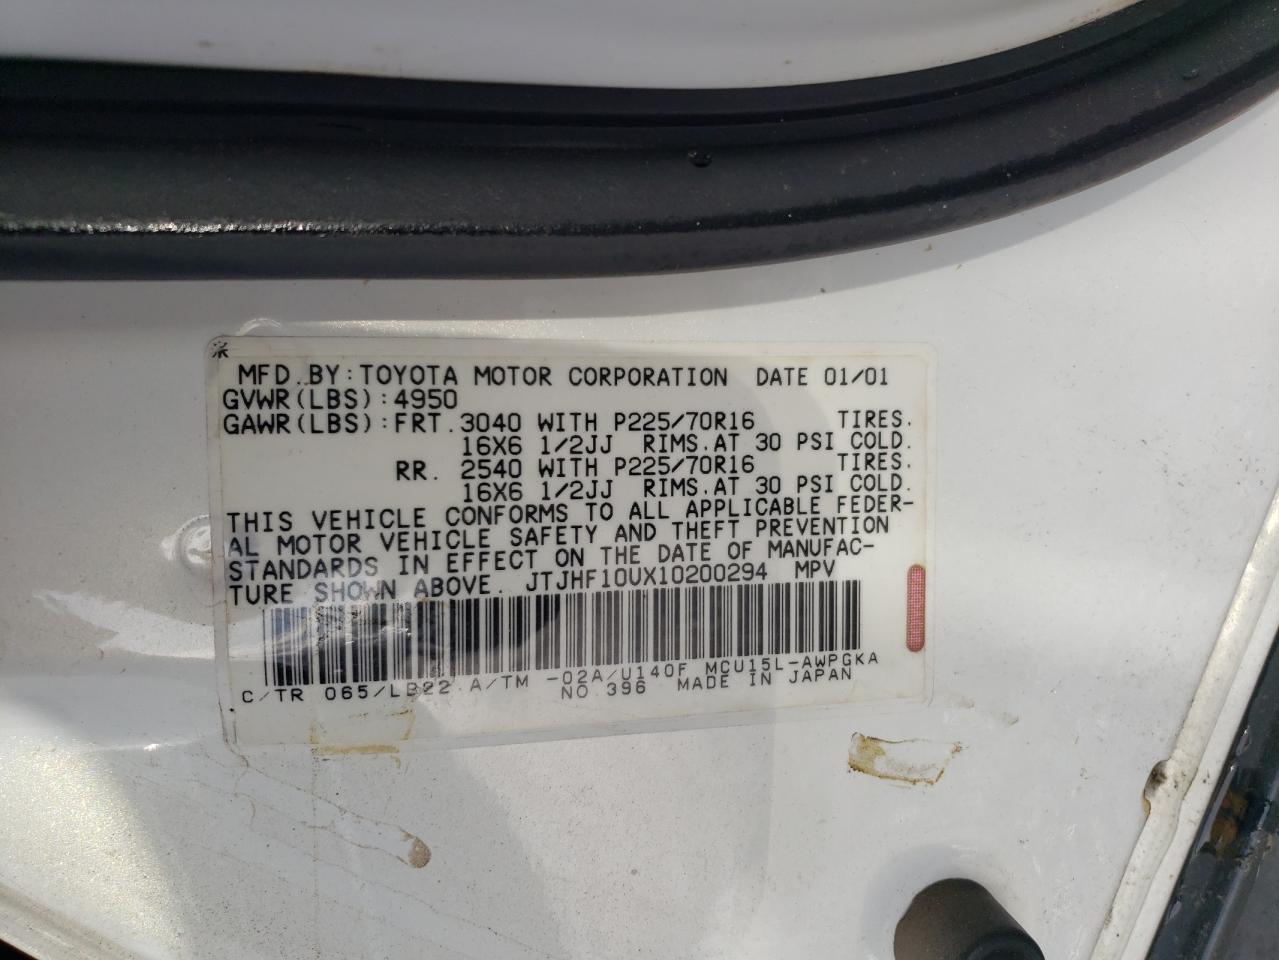 MFD. BY: TOYOTA MOTOR CORPORATION DATE 01/01
GVWR(LBS): 4950
GAWR(LBS): FRT. 3040 WITH P225/70R16 TIRES.
16X6 1/2JJ RIMS. AT 30 PSI COLD.
RR. 2540 WITH P225/70R16 TIRES.
16X6 1/2JJ RIMS. AT 30 PSI COLD.
THIS VEHICLE CONFORMS TO ALL APPLICABLE FEDER-
AL MOTOR VEHICLE SAFETY AND THEFT PREVENTION
STANDARDS IN EFFECT ON THE DATE OF MANUFAC-
TURE SHOWN ABOVE. JTJHF10UX10200294 MPV
C/TR 065/LB22 A/TM -02A/U140F MCU15L-AWPGKA
NO. 396 MADE IN JAPAN